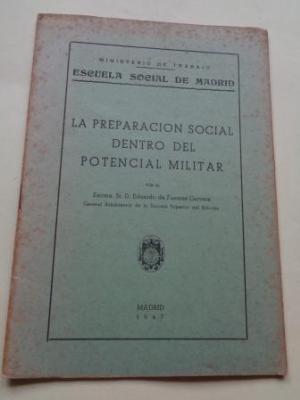 MINISTERIO DE TRABAJO
ESCUELA SOCIAL DE MADRID
LA PREPARACION SOCIAL
DENTRO DEL
POTENCIAL MILITAR
POR EL
Excmo. Sr. D. Eduardo de Fuentes Cervera
General Subdirector de la Escuela Superior del Ejército
MADRID
1947